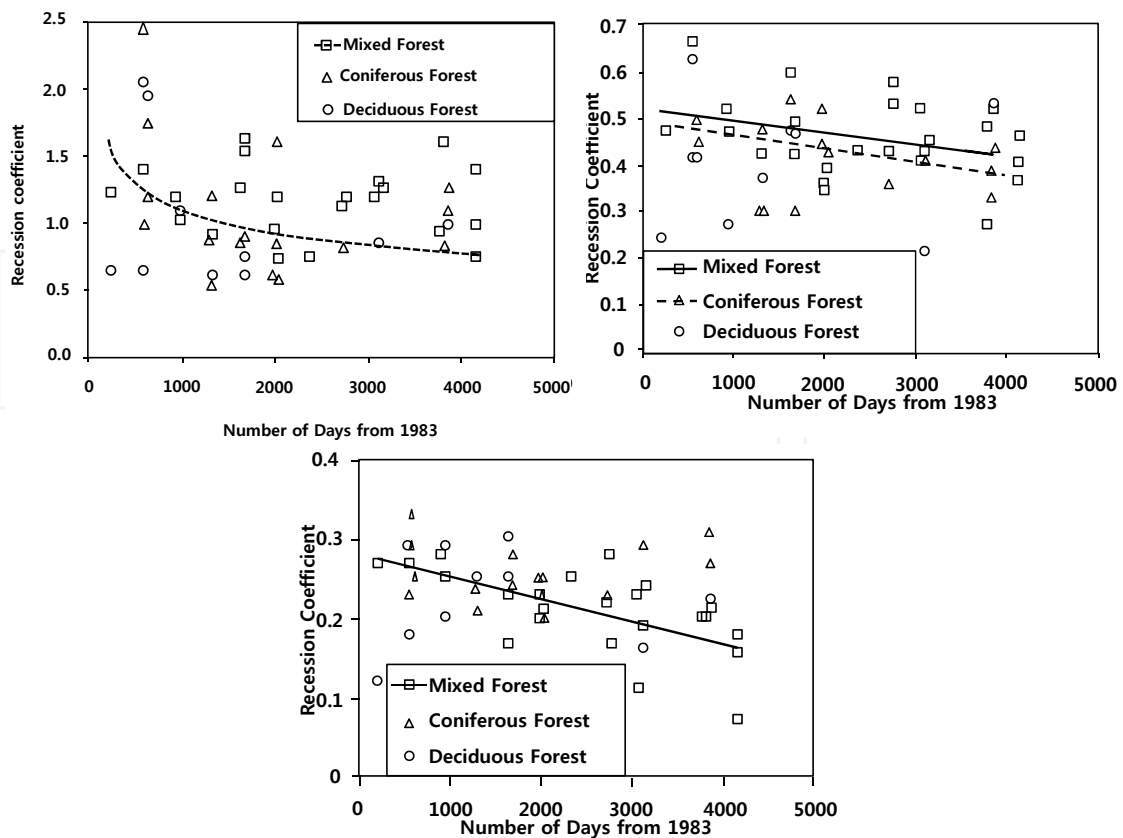 2.5
2.0
1.5
1.0
0.5
0.0
Recession coefficient
Mixed Forest
Coniferous Forest
Deciduous Forest
0 1000 2000 3000 4000 5000
Number of Days from 1983
0.7
0.6
0.5
0.4
0.3
0.2
0.1
0
Recession Coefficient
Mixed Forest
Coniferous Forest
Deciduous Forest
0 1000 2000 3000 4000 5000
Number of Days from 1983
0.4
0.3
0.2
0.1
0
Recession Coefficient
Mixed Forest
Coniferous Forest
Deciduous Forest
0 1000 2000 3000 4000 5000
Number of Days from 1983